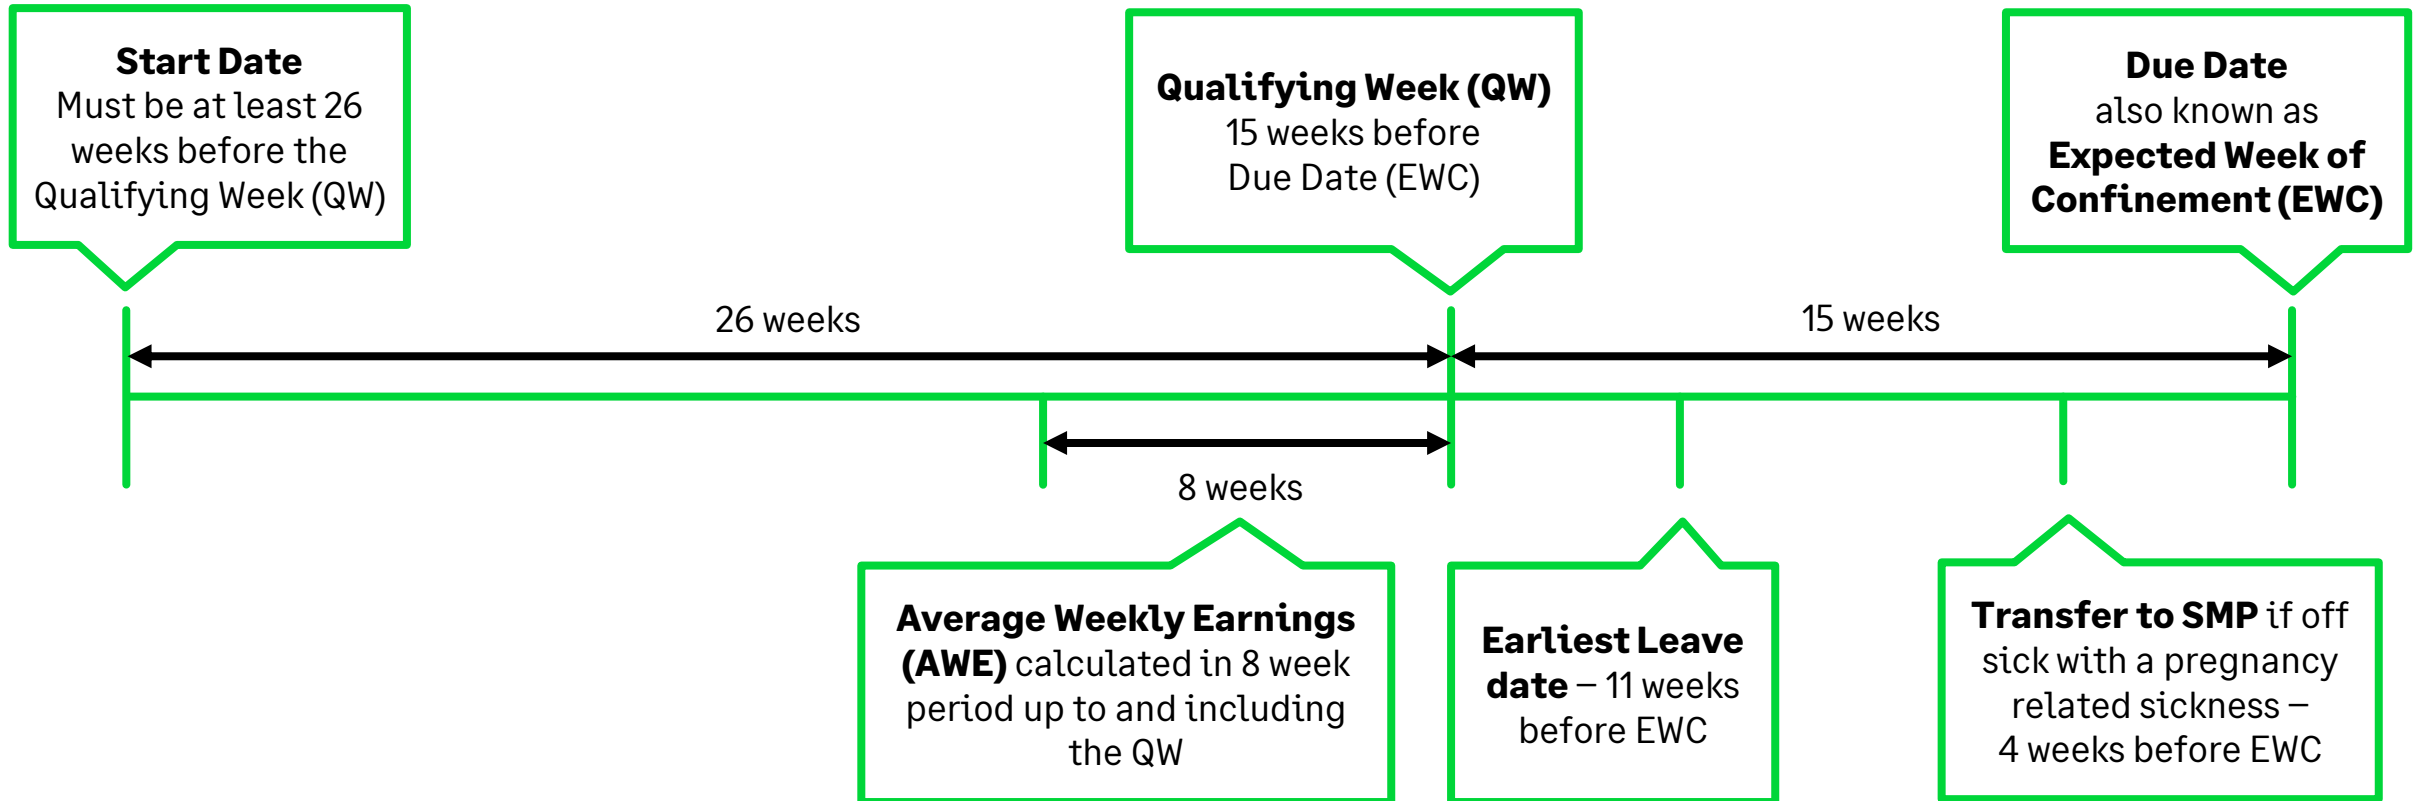 Start Date
Must be at least 26
weeks before the
Qualifying Week (QW)
Qualifying Week (QW)
15 weeks before
Due Date (EWC)
Due Date
also known as
Expected Week of
Confinement (EWC)
26 weeks
15 weeks
8 weeks
Average Weekly Earnings
(AWE) calculated in 8 week
period up to and including
the QW
Earliest Leave
date – 11 weeks
before EWC
Transfer to SMP if off
sick with a pregnancy
related sickness –
4 weeks before EWC